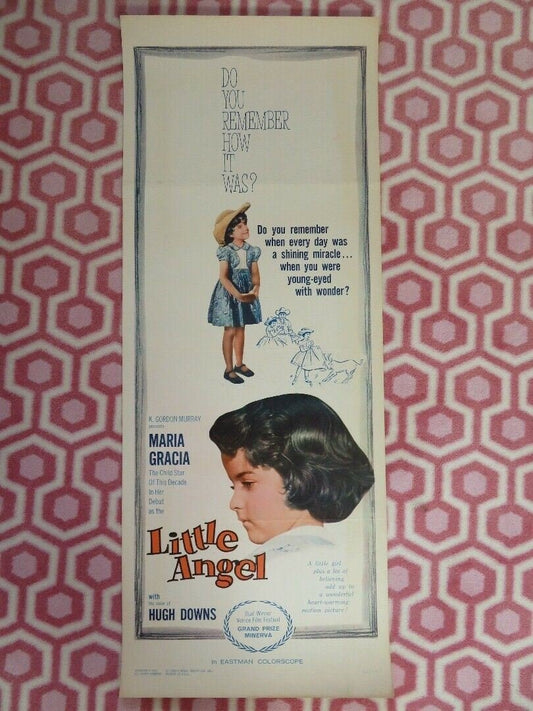 DO
YOU
REMEMBER
HOW
IT
WAS?
Do you remember
when every day was
a shining miracle...
when you were
young-eyed
with wonder?
K. GORDON MURRAY
presents
MARIA
GRACIA
The Child Star
Of This Decade
In Her
Debut
as the
Little
Angel
with
the voice of
HUGH DOWNS
A little girl
plus a lot of
believing
add up to
a wonderful
heart-warming
motion picture!
Dual Winner
Venice Film Festival
GRAND PRIZE
MINERVA
In EASTMAN COLORSCOPE